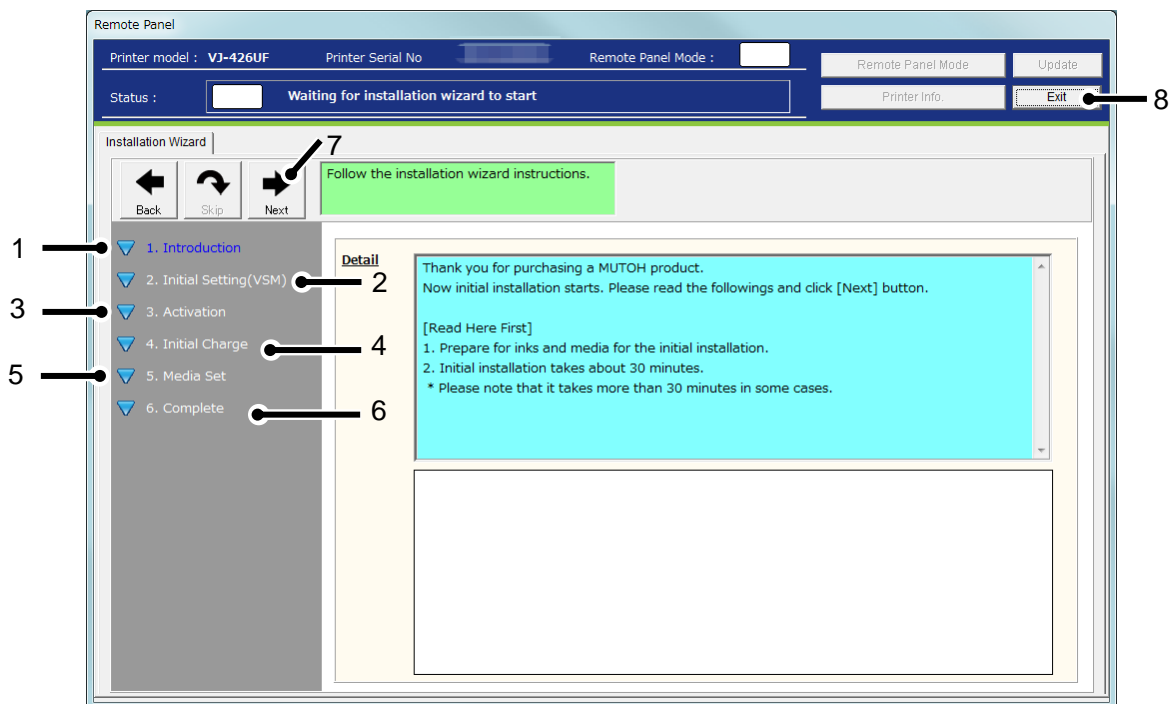 Remote Panel
Printer model : VJ-426UF Printer Serial No Remote Panel Mode :
Remote Panel Mode Update
Status : Waiting for installation wizard to start
Printer Info. Exit
8
Installation Wizard
7
Back Skip Next
Follow the installation wizard instructions.
1
1. Introduction
2. Initial Setting(VSM)
2
3
3. Activation
4. Initial Charge
4
5
5. Media Set
6. Complete
6
Detail
Thank you for purchasing a MUTOH product.
Now initial installation starts. Please read the followings and click [Next] button.
[Read Here First]
1. Prepare for inks and media for the initial installation.
2. Initial installation takes about 30 minutes.
* Please note that it takes more than 30 minutes in some cases.